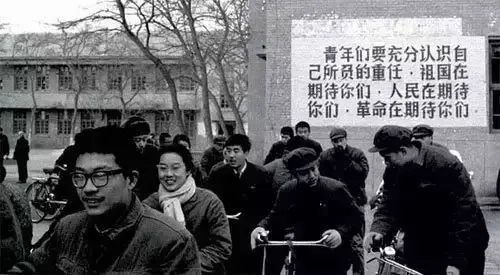 青年们要充分认识自
己所负的重任·祖国在
期待你们·人民在期待
你们·革命在期待你们·